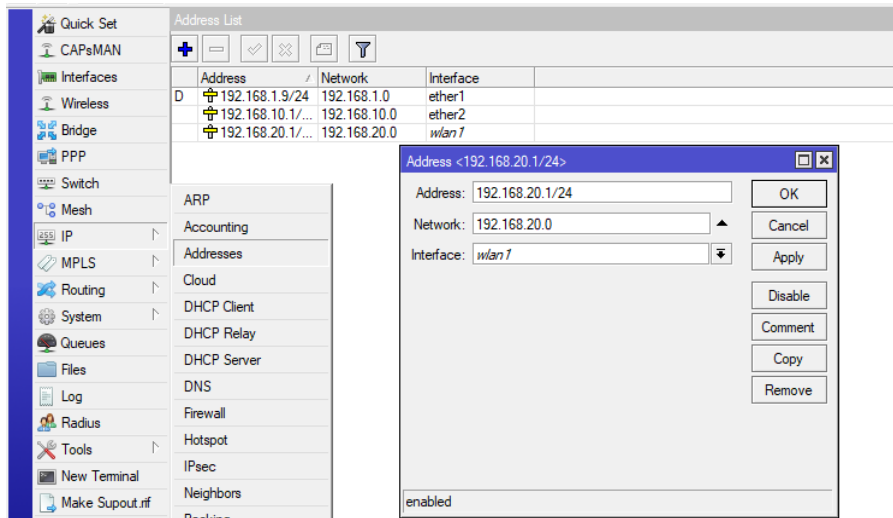 Quick Set
CAPsMAN
Interfaces
Wireless
Bridge
PPP
Switch
Mesh
255 IP
MPLS
Routing
System
Queues
Files
Log
Radius
Tools
New Terminal
Make Supout.rif
ARP
Accounting
Addresses
Cloud
DHCP Client
DHCP Relay
DHCP Server
DNS
Firewall
Hotspot
IPsec
Neighbors
Address List
Address / Network Interface
D 192.168.1.9/24 192.168.1.0 ether1
192.168.10.1/... 192.168.10.0 ether2
192.168.20.1/... 192.168.20.0 wlan1
Address <192.168.20.1/24>
Address: 192.168.20.1/24
Network: 192.168.20.0
Interface: wlan1
OK
Cancel
Apply
Disable
Comment
Copy
Remove
enabled